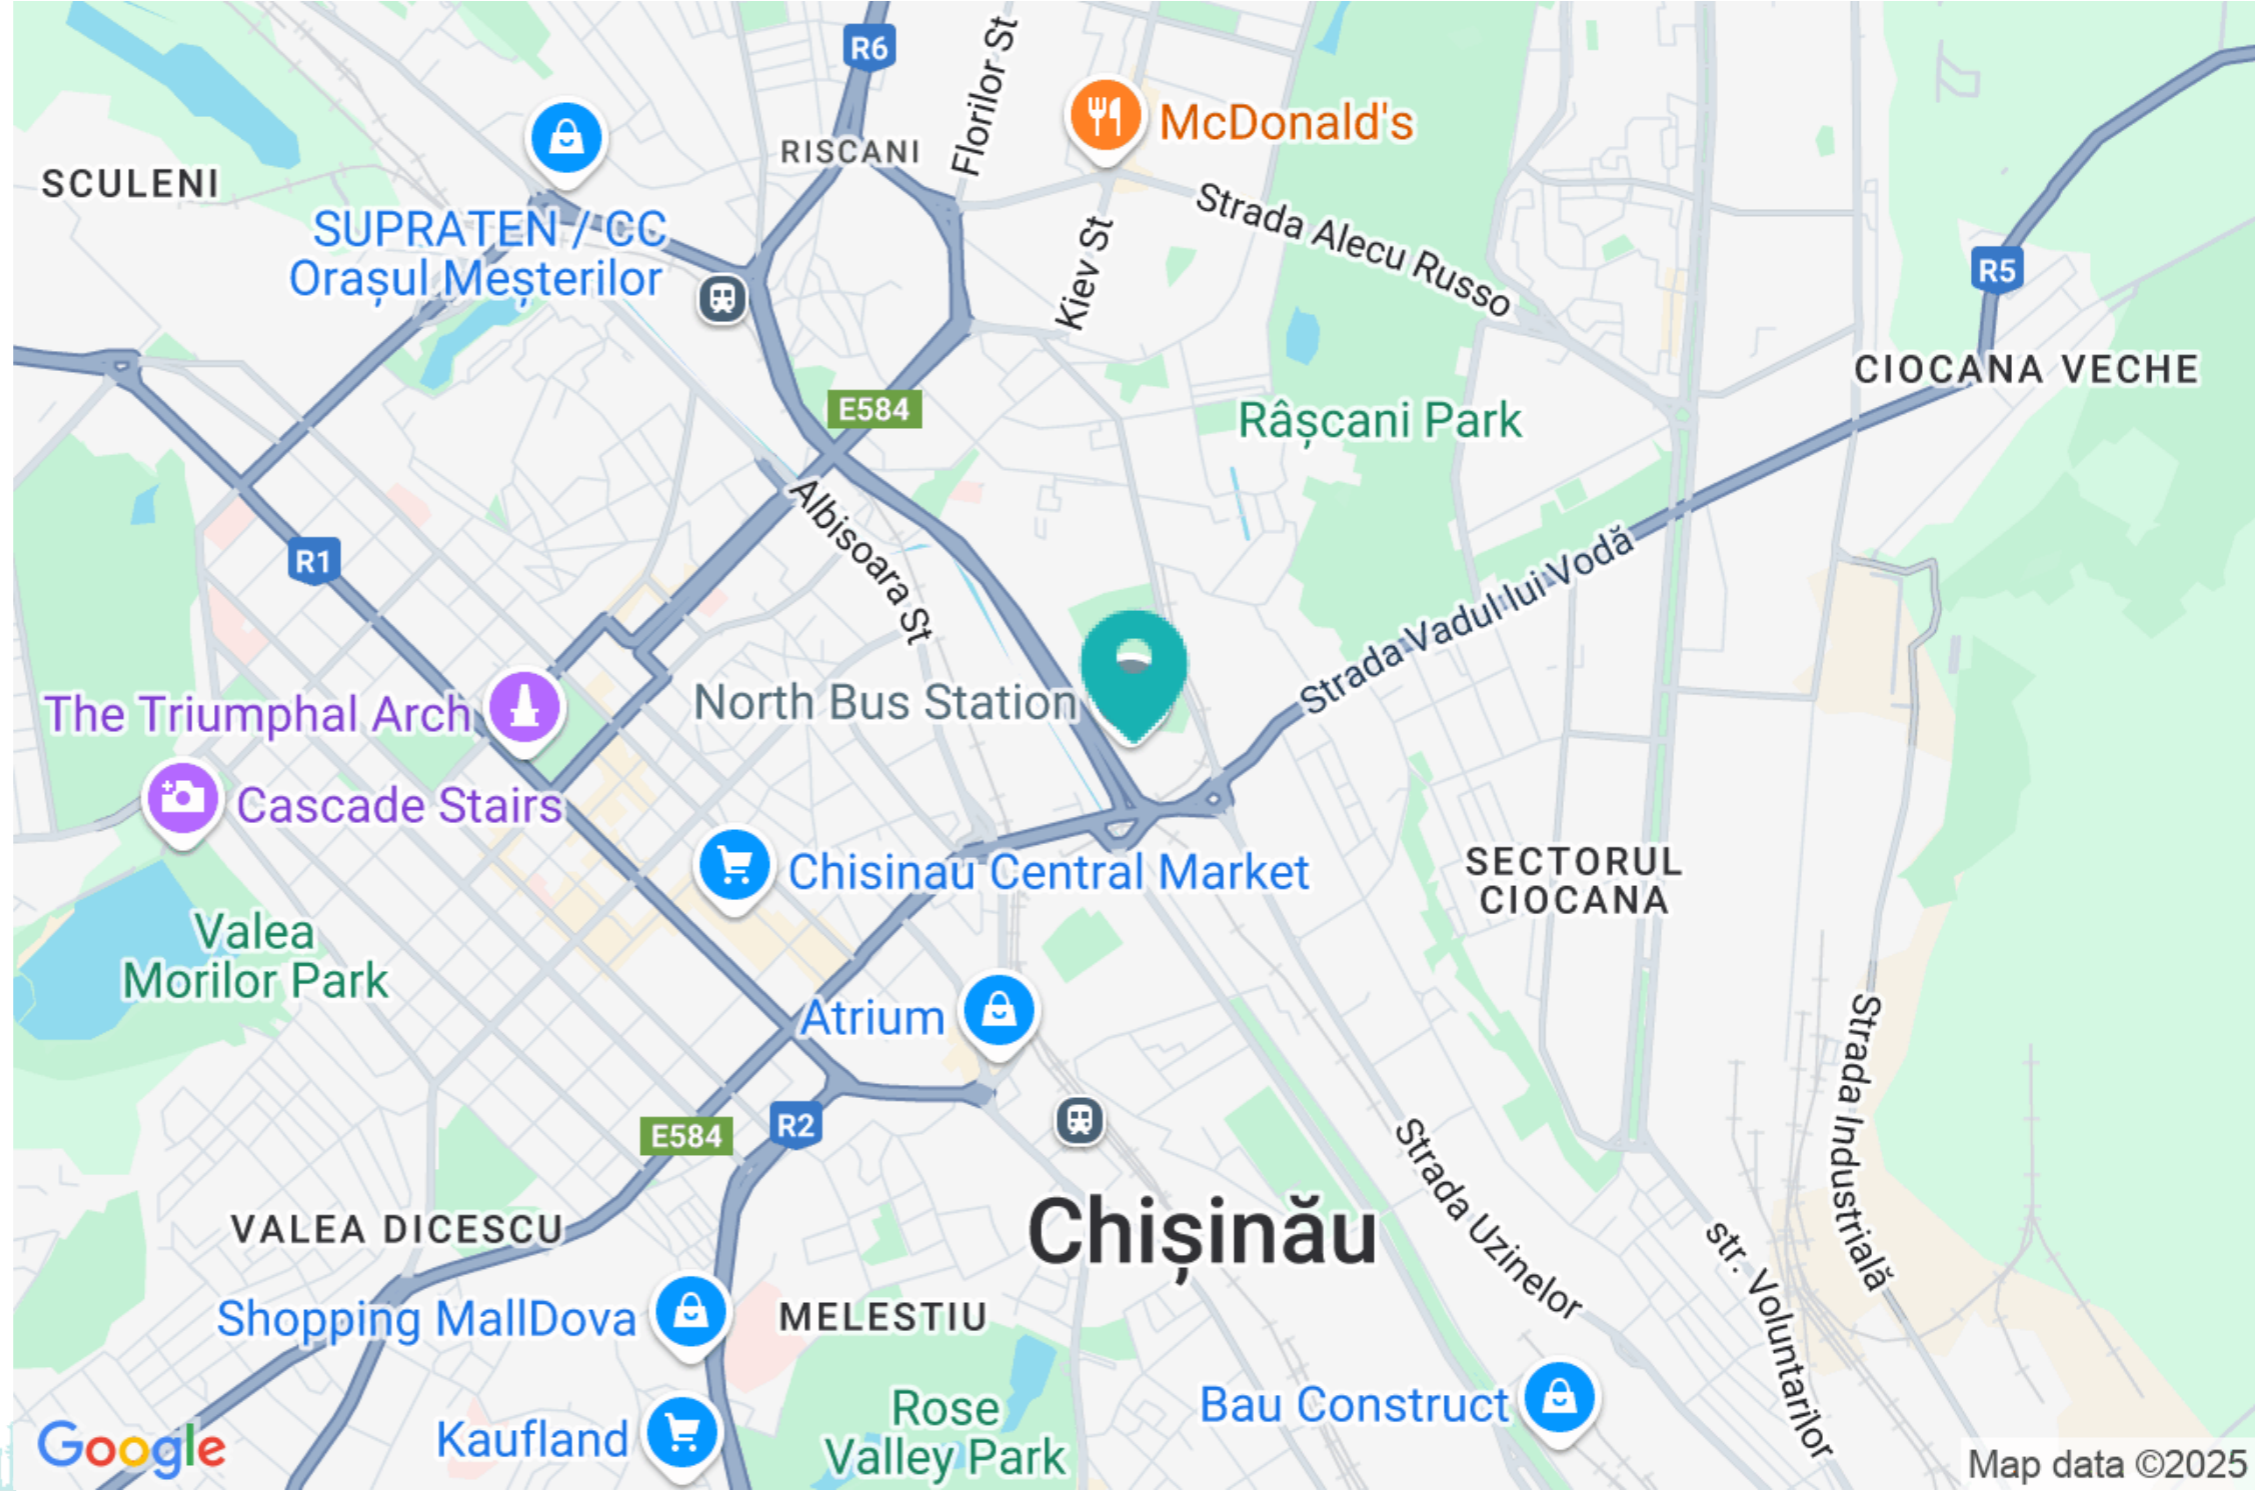 R6
Florilor St
McDonald's
RISCANI
SCULENI
Strada Alecu Russo
SUPRATEN / CC
Orașul Meșterilor
Kiev St
R5
CIOCANA VECHE
E584
Râșcani Park
Albisoara St
R1
Strada Vadul lui Vodă
North Bus Station
The Triumphal Arch
Cascade Stairs
Chisinau Central Market
SECTORUL
CIOCANA
Valea
Morilor Park
Atrium
Strada Industrială
E584
R2
Strada Uzinelor
Chișinău
VALEA DICESCU
str. Voluntarilor
Shopping MallDova
MELESTIU
Bau Construct
Rose
Valley Park
Kaufland
Google
Map data ©2025